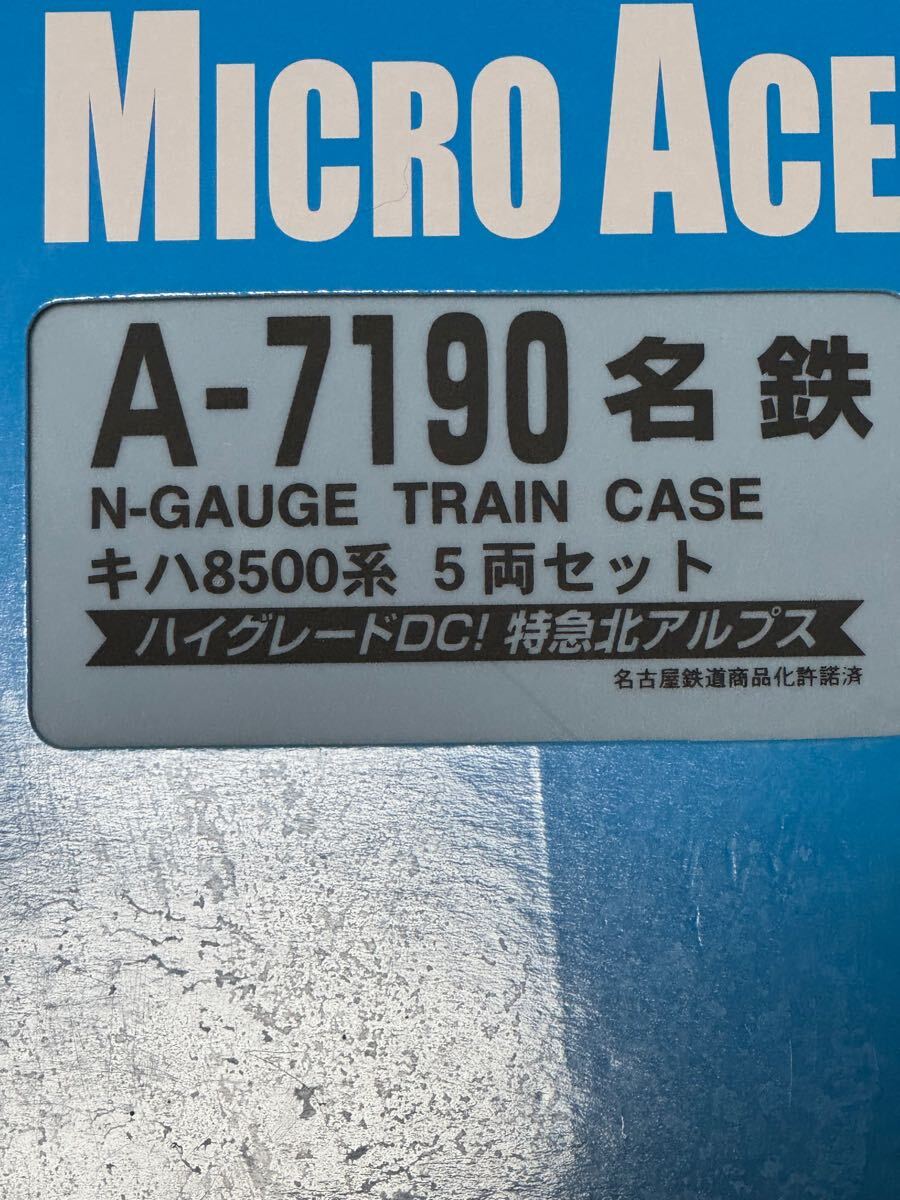 MICRO ACE
A-7190 名鉄
N-GAUGE TRAIN CASE
キハ8500系 5両セット
ハイグレードDC! 特急北アルプス
名古屋鉄道商品化許諾済